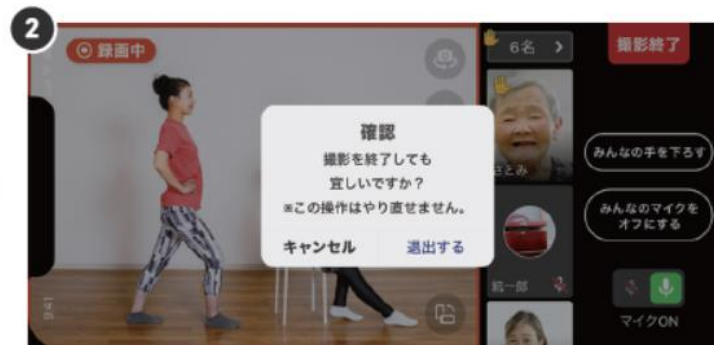 2
録画中
6名
撮影終了
確認
撮影を終了しても
宜しいですか?
※この操作はやり直せません。
キャンセル
退出する
さとみ
みんなの手を下ろす
みんなのマイクを
オフにする
マイクON
9:41